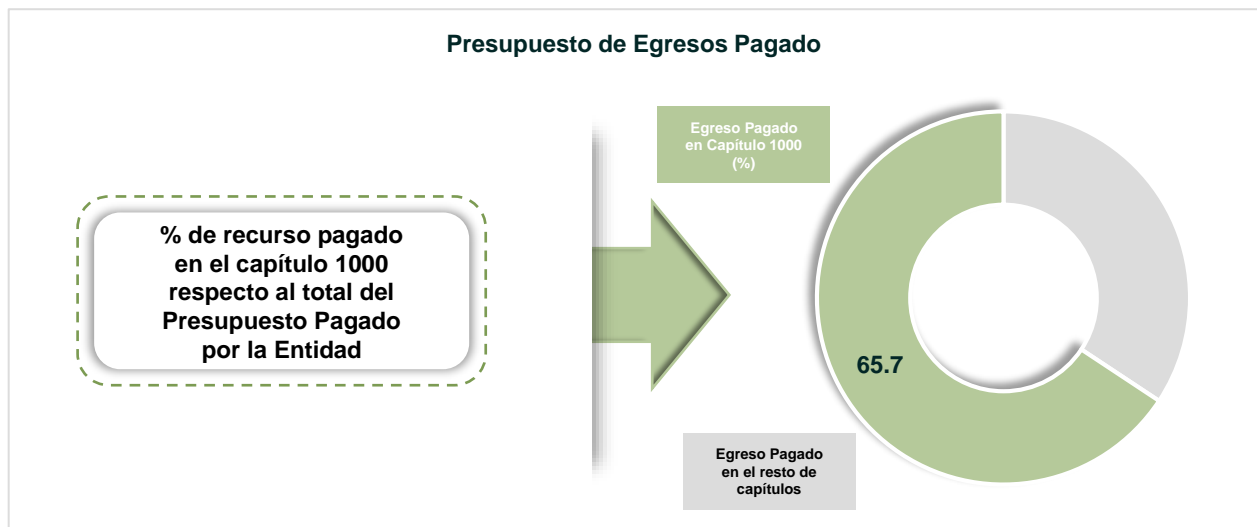 Presupuesto de Egresos Pagado
Egreso Pagado
en Capítulo 1000
(%)
% de recurso pagado
en el capítulo 1000
respecto al total del
Presupuesto Pagado
por la Entidad
65.7
Egreso Pagado
en el resto de
capítulos